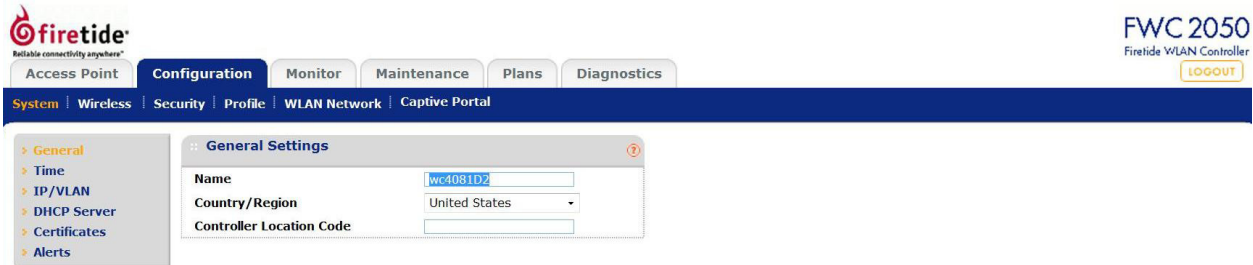 firetide
Reliable connectivity anywhere™
FWC 2050
Firetide WLAN Controller
LOGOUT
Access Point Configuration Monitor Maintenance Plans Diagnostics
System Wireless Security Profile WLAN Network Captive Portal
General
Time
IP/VLAN
DHCP Server
Certificates
Alerts
General Settings ?
Name wc4081D2
Country/Region United States
Controller Location Code